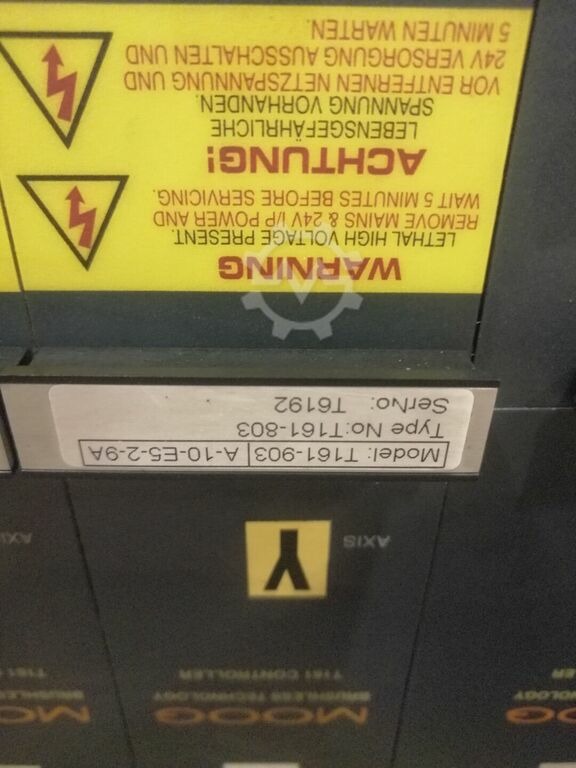 MOOG
BRUSHLESS TECHNOLOGY
T161 CONTROLLER
AXIS
Y
AXIS
Model: T161-903 A-10-E5-2-9A
Type No:T161-803
SerNo: T6192
WARNING
LETHAL HIGH VOLTAGE PRESENT.
REMOVE MAINS & 24V I/P POWER AND
WAIT 5 MINUTES BEFORE SERVICING.
ACHTUNG!
LEBENSGEFÄHRLICHE
SPANNUNG VORHANDEN.
VOR ENTFERNEN NETZSPANNUNG UND
24V VERSORGUNG AUSSCHALTEN UND
5 MINUTEN WARTEN.